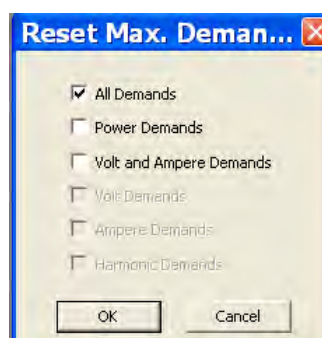 Reset Max. Deman...
All Demands
Power Demands
Volt and Ampere Demands
Volt Demands
Ampere Demands
Harmonic Demands
OK
Cancel